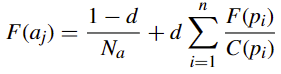 F(a_j) = \frac{1 - d}{N_a} + d \sum_{i=1}^{n} \frac{F(p_i)}{C(p_i)}